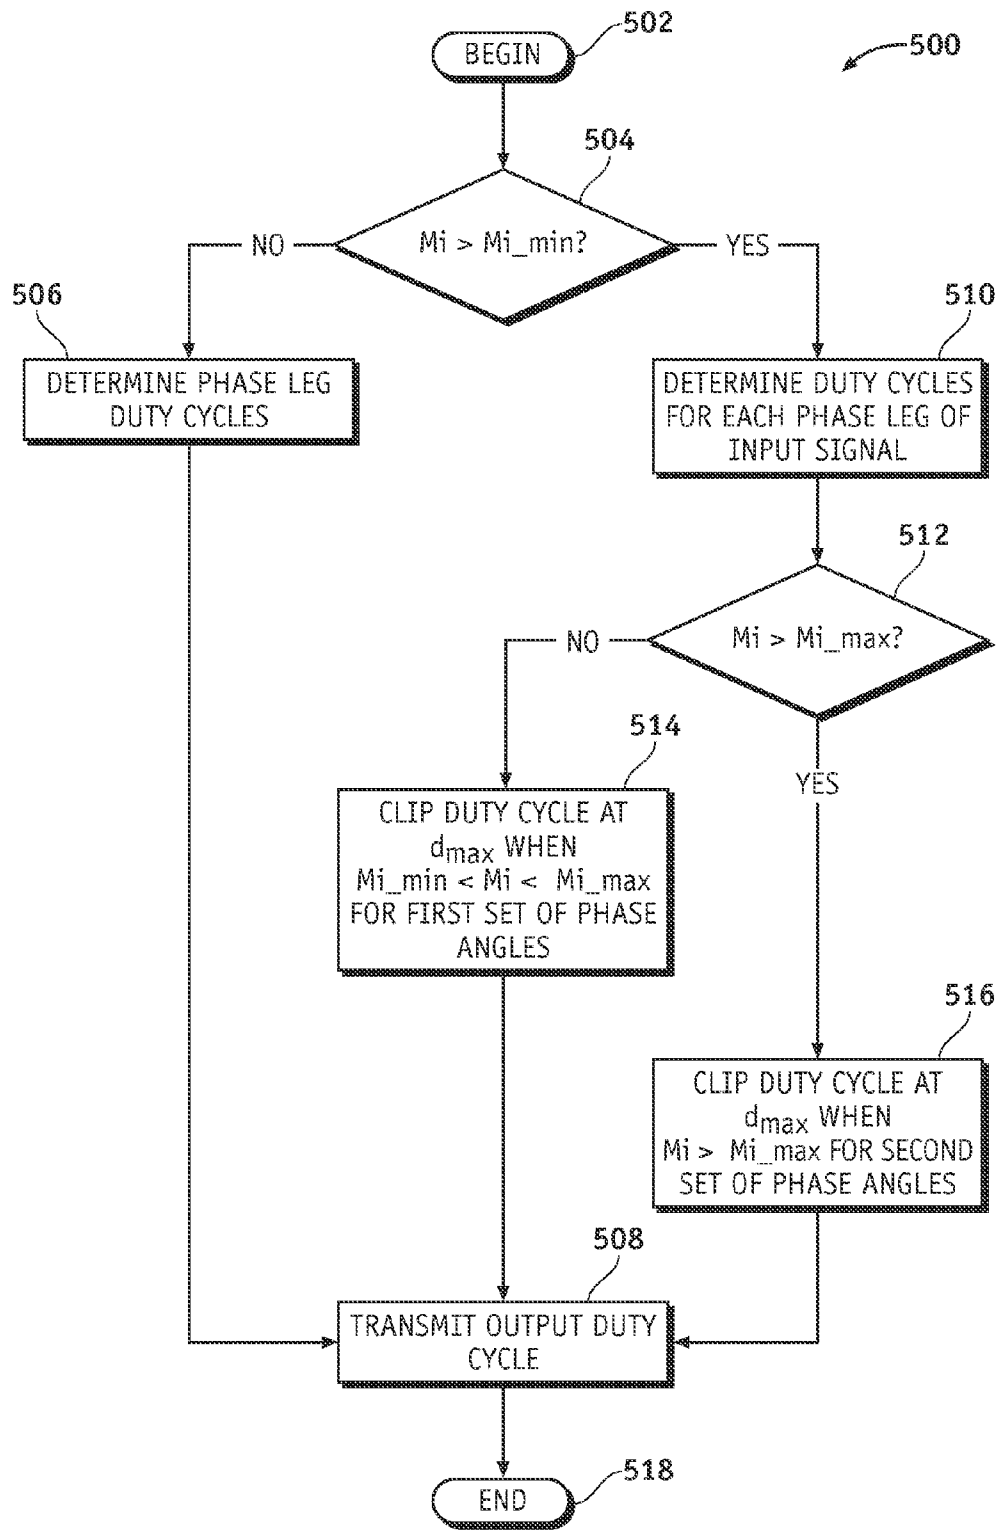 502
BEGIN
500
504
Mi > Mi_min?
NO
YES
506
510
DETERMINE PHASE LEG
DUTY CYCLES
DETERMINE DUTY CYCLES
FOR EACH PHASE LEG OF
INPUT SIGNAL
512
Mi > Mi_max?
NO
514
YES
CLIP DUTY CYCLE AT
dmax WHEN
Mi_min < Mi < Mi_max
FOR FIRST SET OF PHASE
ANGLES
516
CLIP DUTY CYCLE AT
dmax WHEN
Mi > Mi_max FOR SECOND
SET OF PHASE ANGLES
508
TRANSMIT OUTPUT DUTY
CYCLE
518
END